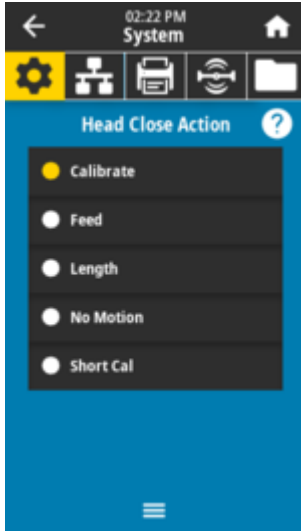 02:22 PM
System
Head Close Action
?
Calibrate
Feed
Length
No Motion
Short Cal